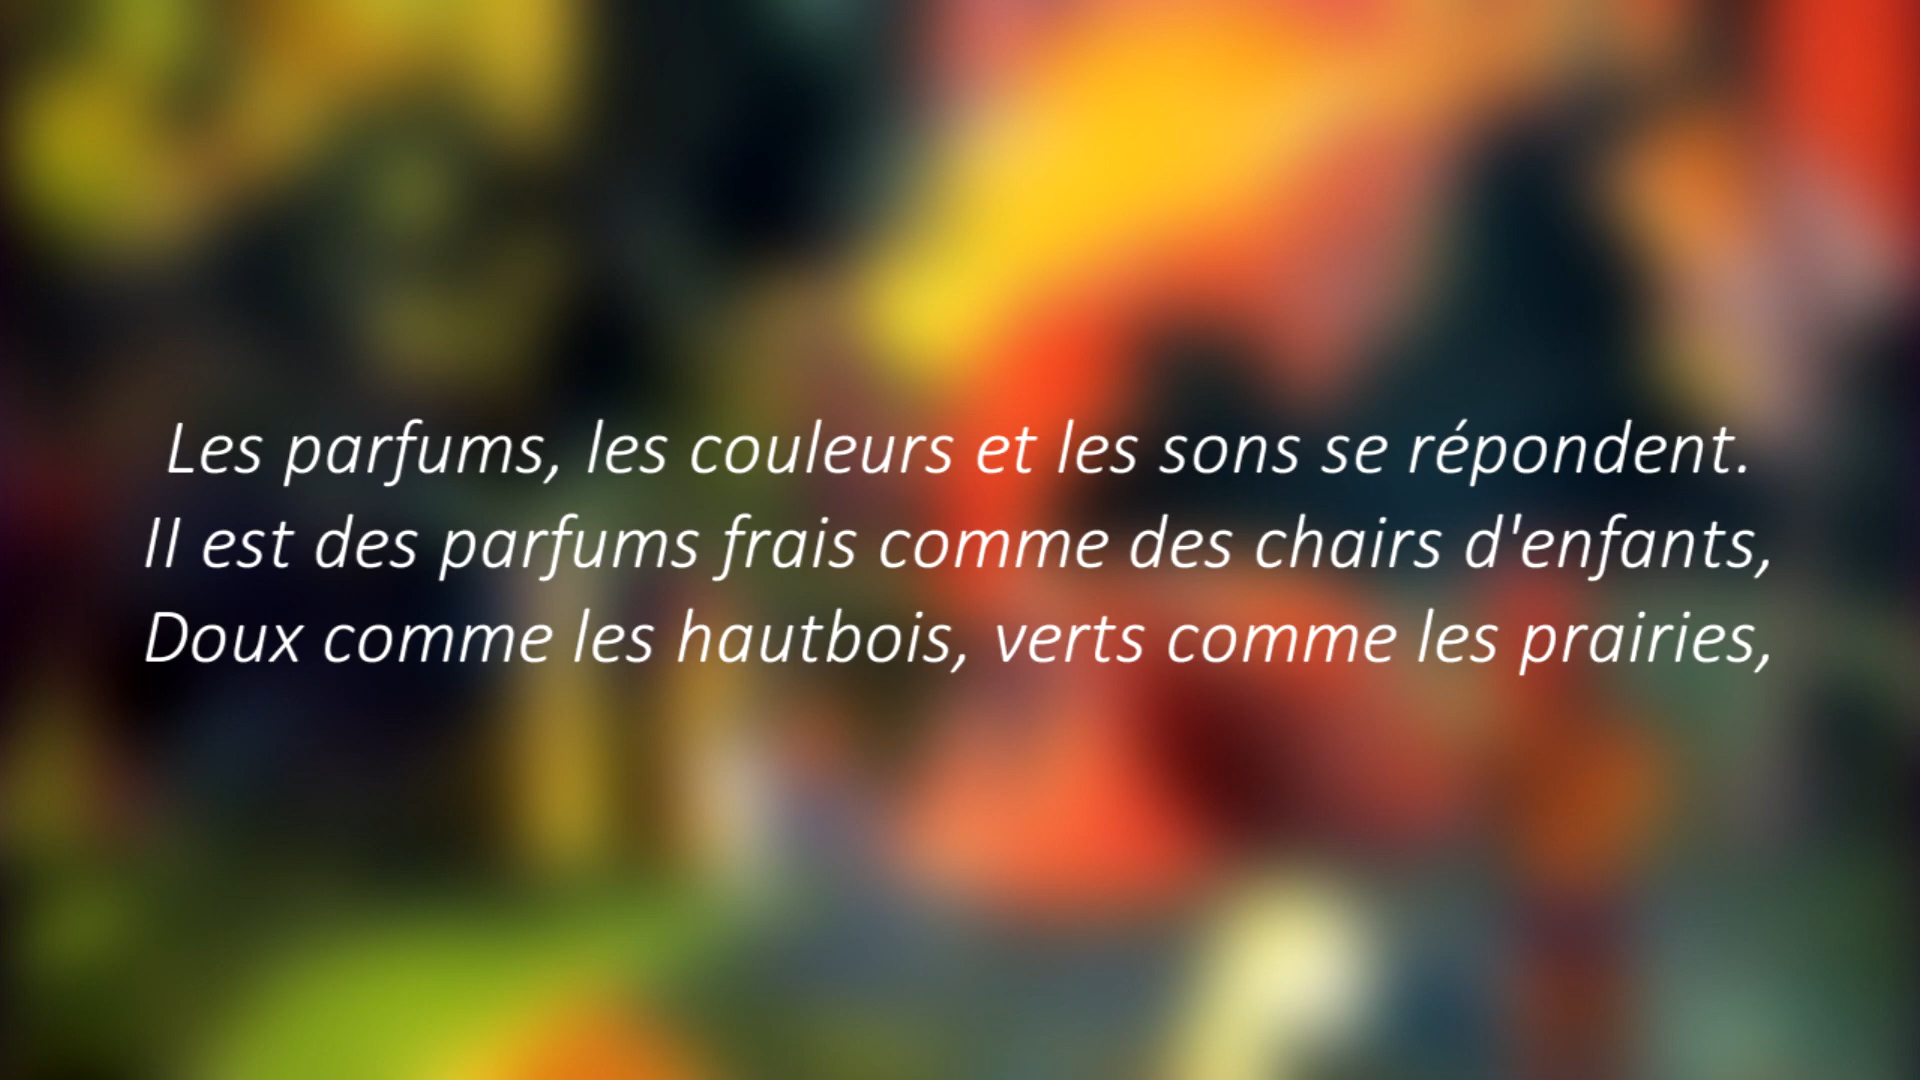 Les parfums, les couleurs et les sons se répondent.
II est des parfums frais comme des chairs d'enfants,
Doux comme les hautbois, verts comme les prairies,